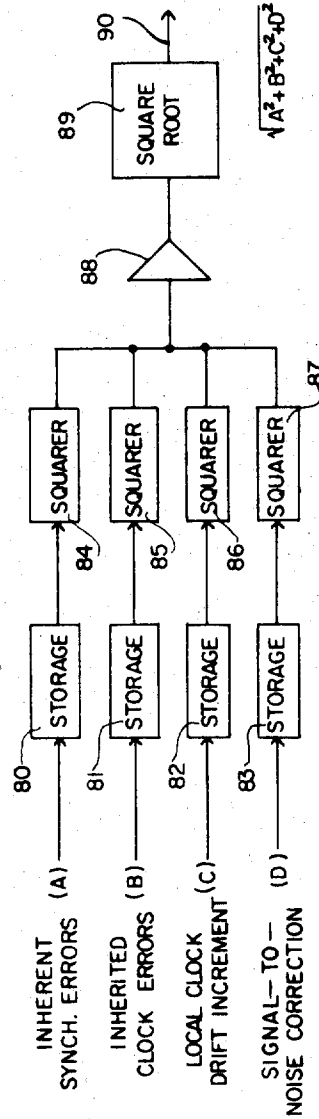 INHERENT
SYNCH. ERRORS (A)
80
STORAGE
84
SQUARER
INHERITED
CLOCK ERRORS (B)
81
STORAGE
85
SQUARER
LOCAL CLOCK
DRIFT INCREMENT (C)
82
STORAGE
86
SQUARER
SIGNAL-TO-
NOISE CORRECTION (D)
83
STORAGE
87
SQUARER
88
89
SQUARE
ROOT
90
√A²+B²+C²+D²